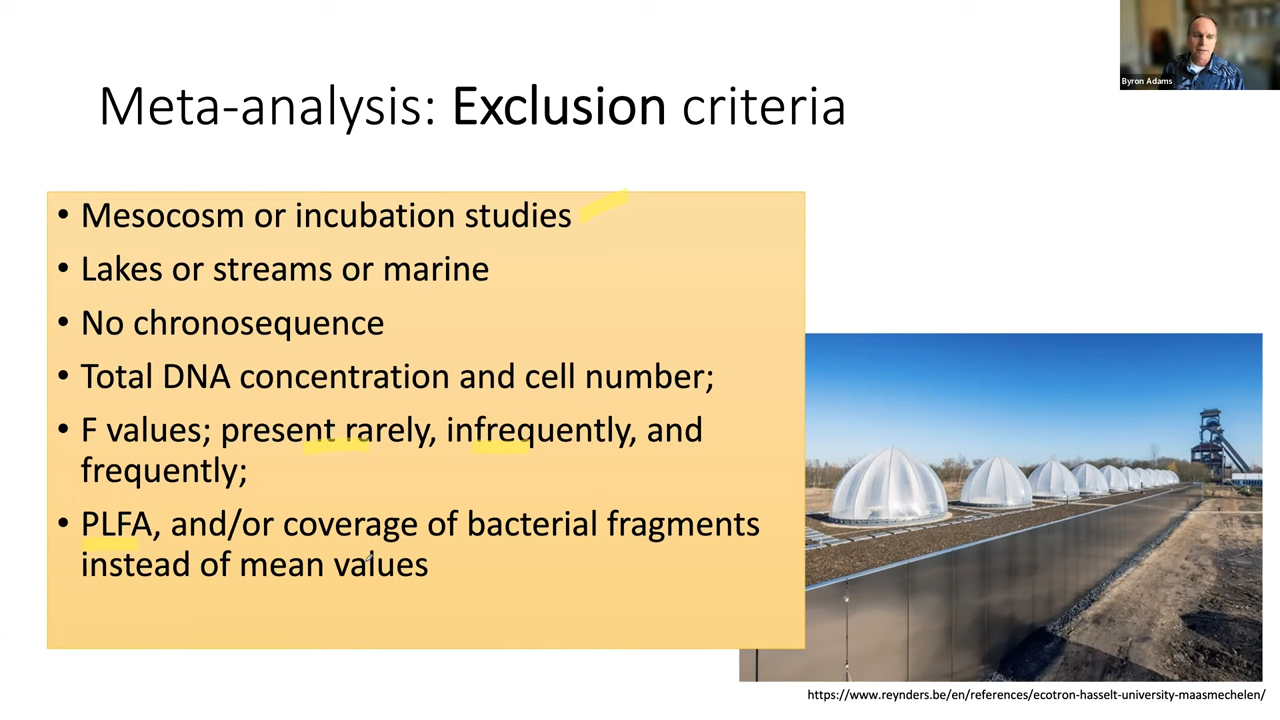 Byron Adams
Meta-analysis: Exclusion criteria
• Mesocosm or incubation studies
• Lakes or streams or marine
• No chronosequence
• Total DNA concentration and cell number;
• F values; present rarely, infrequently, and
frequently;
• PLFA, and/or coverage of bacterial fragments
instead of mean values
https://www.reynders.be/en/references/ecotron-hasselt-university-maasmechelen/